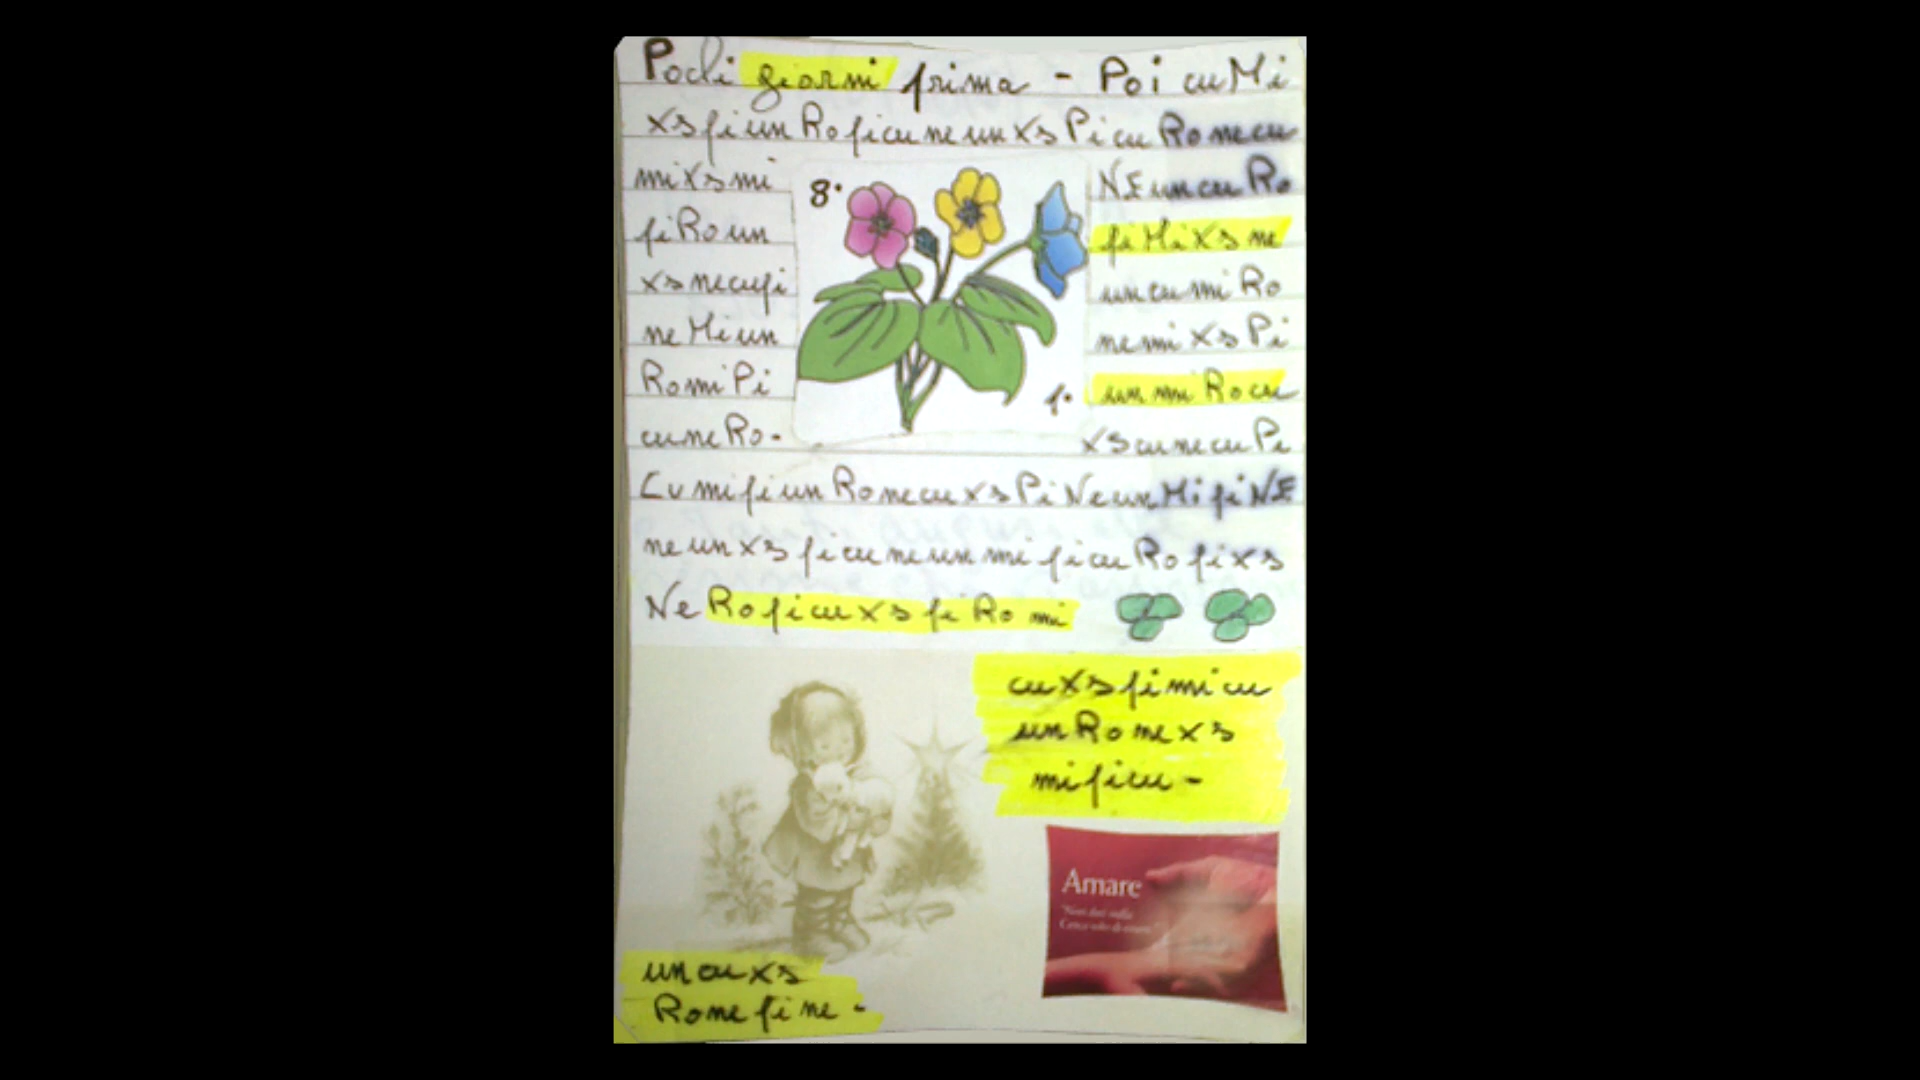 Pochi giorni prima - Poi cu Mi
xs fi un Ro fi cu ne un xs Pi cu Ro ne cu
mi xs mi
fi Ro un
xs ne cu fi
ne Mi un
Ro mi Pi
cu ne Ro -
8.
1.
NE un cu Ro
fi Mi xs ne
un cu mi Ro
ne mi xs Pi
un mi Ro cu
xs cu ne cu Pi
Cu mi fi un Ro ne cu xs Pi Ne un Mi fi NE
ne un xs fi cu ne un mi fi cu Ro fi xs
Ne Ro fi cu xs fi Ro mi
cu xs fi mi cu
un Ro ne xs
mi fi cu -
Amare
un cu xs
Ro ne fi ne -